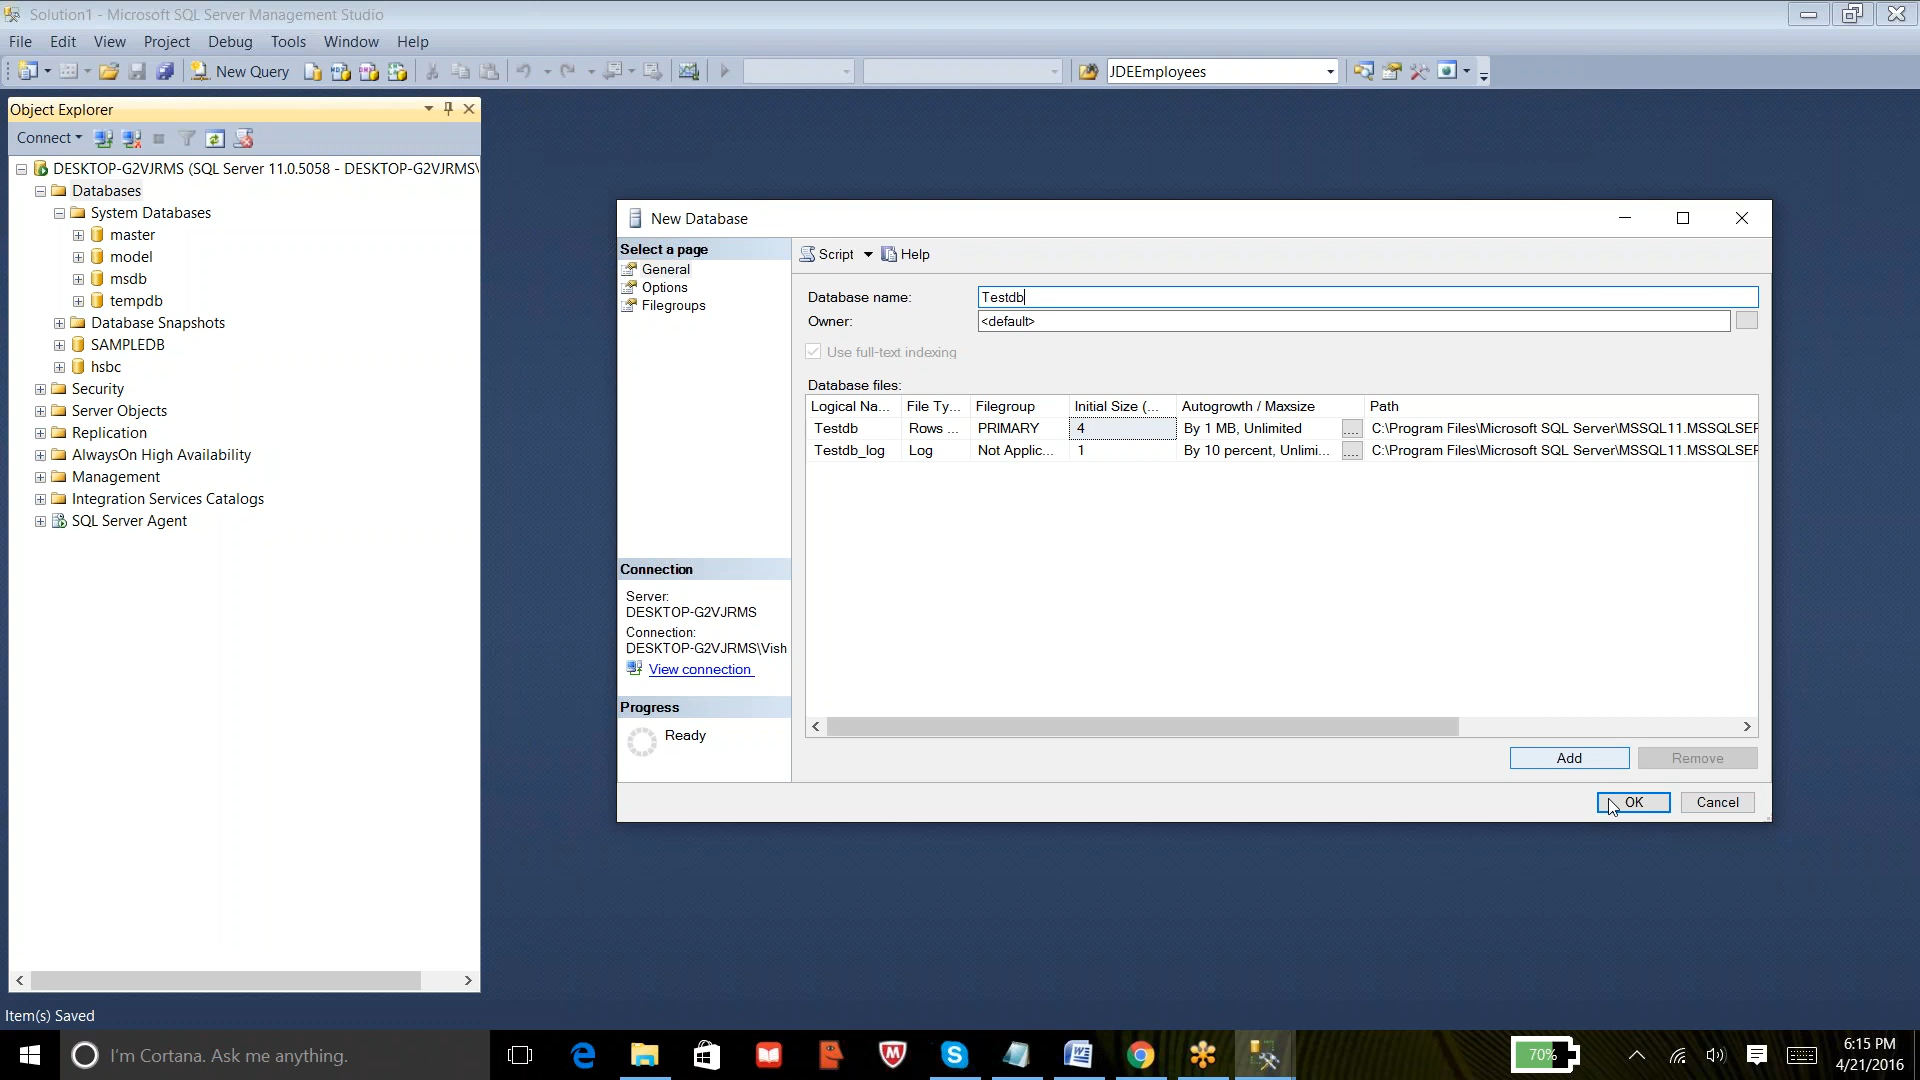 Solution1 - Microsoft SQL Server Management Studio
File Edit View Project Debug Tools Window Help
New Query
JDEEmployees
Object Explorer
Connect
DESKTOP-G2VJRMS (SQL Server 11.0.5058 - DESKTOP-G2VJRMS\
Databases
System Databases
master
model
msdb
tempdb
Database Snapshots
SAMPLEDB
hsbc
Security
Server Objects
Replication
AlwaysOn High Availability
Management
Integration Services Catalogs
SQL Server Agent
New Database
Select a page
General
Options
Filegroups
Script Help
Database name: Testdb
Owner: <default>
Use full-text indexing
Database files:
Logical Na... File Ty... Filegroup Initial Size (... Autogrowth / Maxsize Path
Testdb Rows ... PRIMARY 4 By 1 MB, Unlimited .... C:\Program Files\Microsoft SQL Server\MSSQL11.MSSQLSER
Testdb_log Log Not Applic... 1 By 10 percent, Unlimi... .... C:\Program Files\Microsoft SQL Server\MSSQL11.MSSQLSER
Connection
Server:
DESKTOP-G2VJRMS
Connection:
DESKTOP-G2VJRMS\Vish
View connection
Progress
Ready
Add Remove
OK Cancel
Item(s) Saved
I'm Cortana. Ask me anything.
70%
6:15 PM
4/21/2016